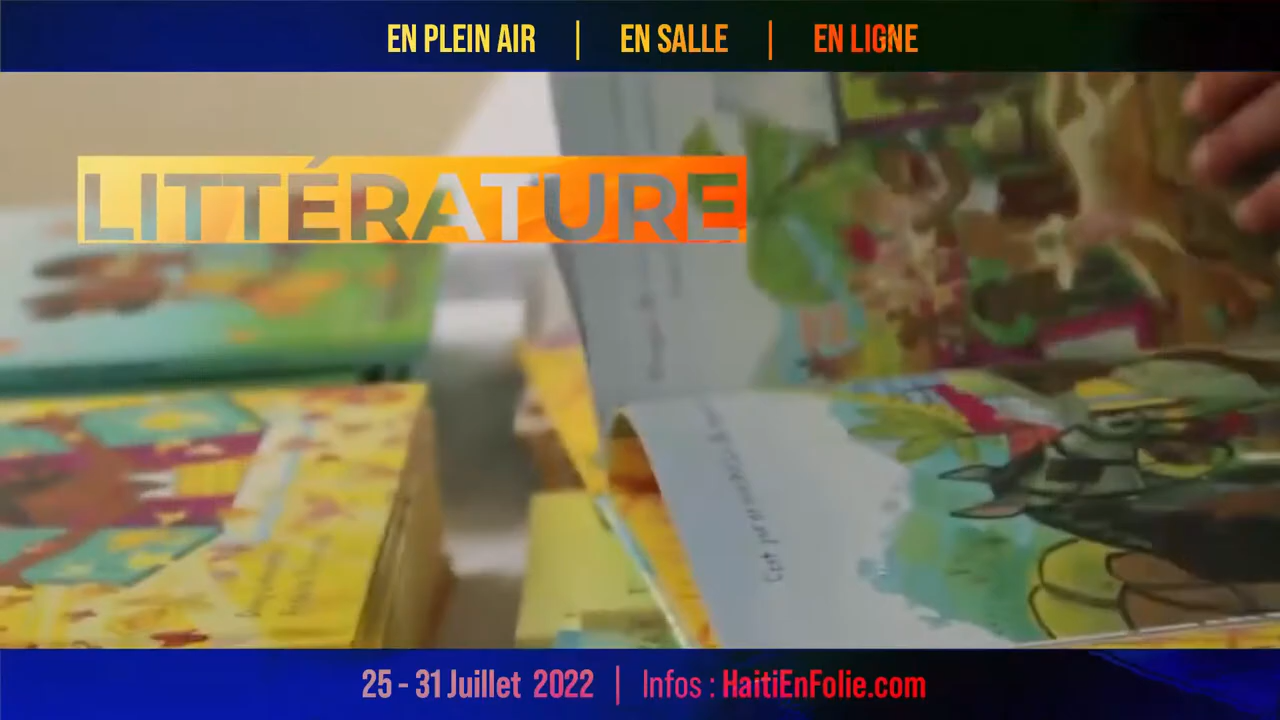 EN PLEIN AIR | EN SALLE | EN LIGNE
LITTÉRATURE
25 - 31 Juillet 2022 | Infos : HaitiEnFolie.com